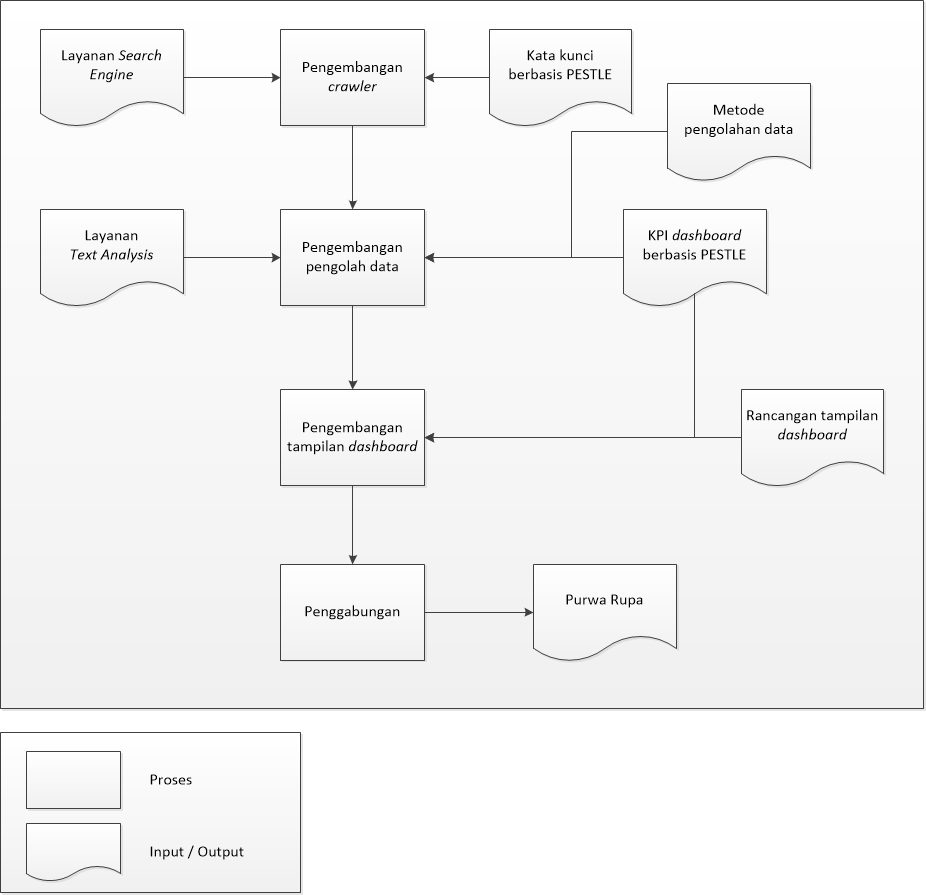 Layanan Search
Engine
Pengembangan
crawler
Kata kunci
berbasis PESTLE
Metode
pengolahan data
Layanan
Text Analysis
Pengembangan
pengolah data
KPI dashboard
berbasis PESTLE
Pengembangan
tampilan dashboard
Rancangan tampilan
dashboard
Penggabungan
Purwa Rupa
Proses
Input / Output